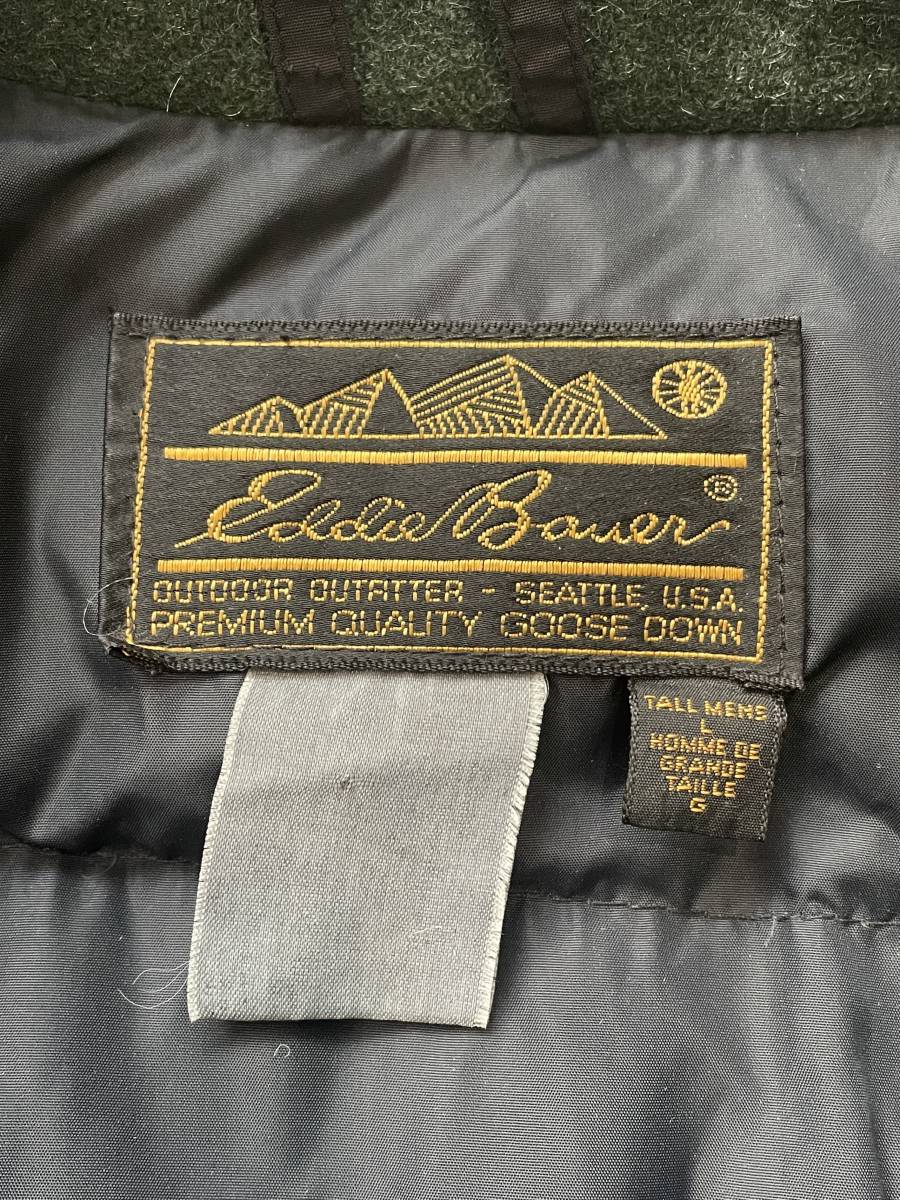 Eddie Bauer ®
OUTDOOR OUTFITTER - SEATTLE, U.S.A.
PREMIUM QUALITY GOOSE DOWN
TALL MENS
L
HOMME DE
GRANDE
TAILLE
G